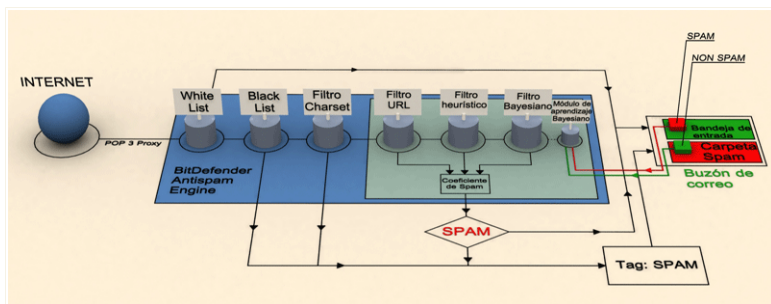 SPAM
NON SPAM
INTERNET
White
List
Black
List
Filtro
Charset
Filtro
URL
Filtro
heurístico
Filtro
Bayesiano
Módulo de
aprendizaje
Bayesiano
POP 3 Proxy
BitDefender
Antispam
Engine
Coeficiente
de Spam
Bandeja de
entrada
Carpeta
Spam
Buzón de
correo
SPAM
Tag: SPAM